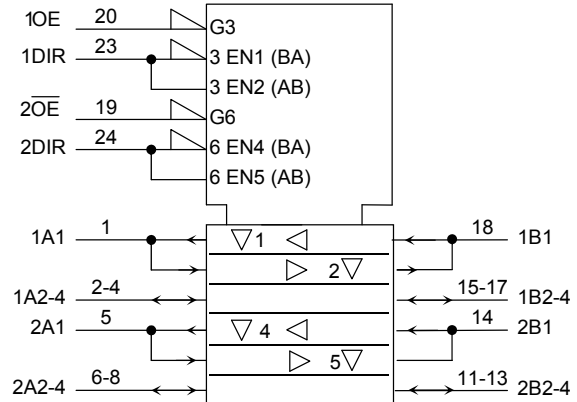 1OE 20 G3
1DIR 23 3 EN1 (BA)
3 EN2 (AB)
2O̅E̅ 19 G6
2DIR 24 6 EN4 (BA)
6 EN5 (AB)
1A1 1 1 18 1B1
2
1A2-4 2-4 15-17 1B2-4
2A1 5 4 14 2B1
5
2A2-4 6-8 11-13 2B2-4